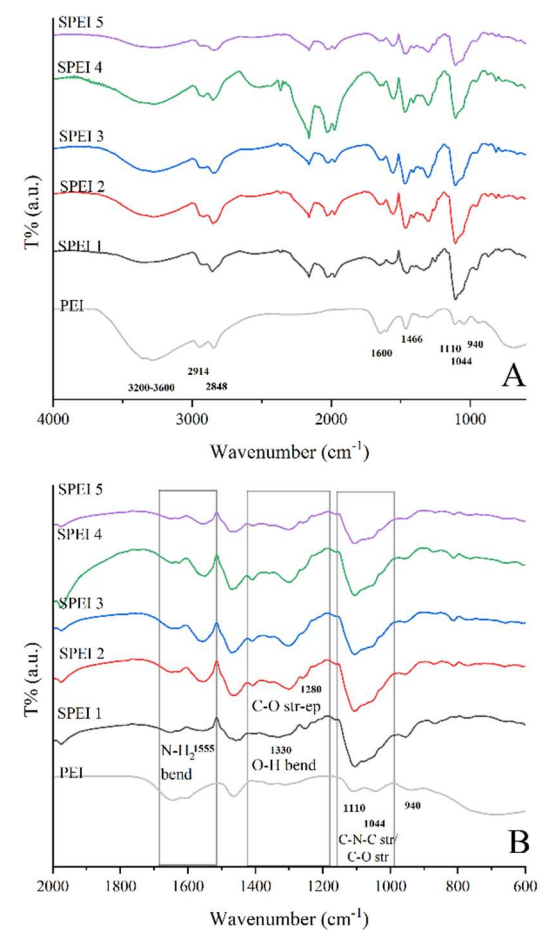 SPEI 5
SPEI 4
SPEI 3
SPEI 2
SPEI 1
PEI
T% (a.u.)
3200-3600
2914
2848
1600
1466
1110
1044
940
A
4000
3000
2000
1000
Wavenumber (cm⁻¹)
SPEI 5
SPEI 4
SPEI 3
SPEI 2
SPEI 1
PEI
T% (a.u.)
1280
C-O str-ep
N-H₂ 1555
bend
1330
O-H bend
1110
1044
940
C-N-C str/
C-O str
B
2000
1800
1600
1400
1200
1000
800
600
Wavenumber (cm⁻¹)